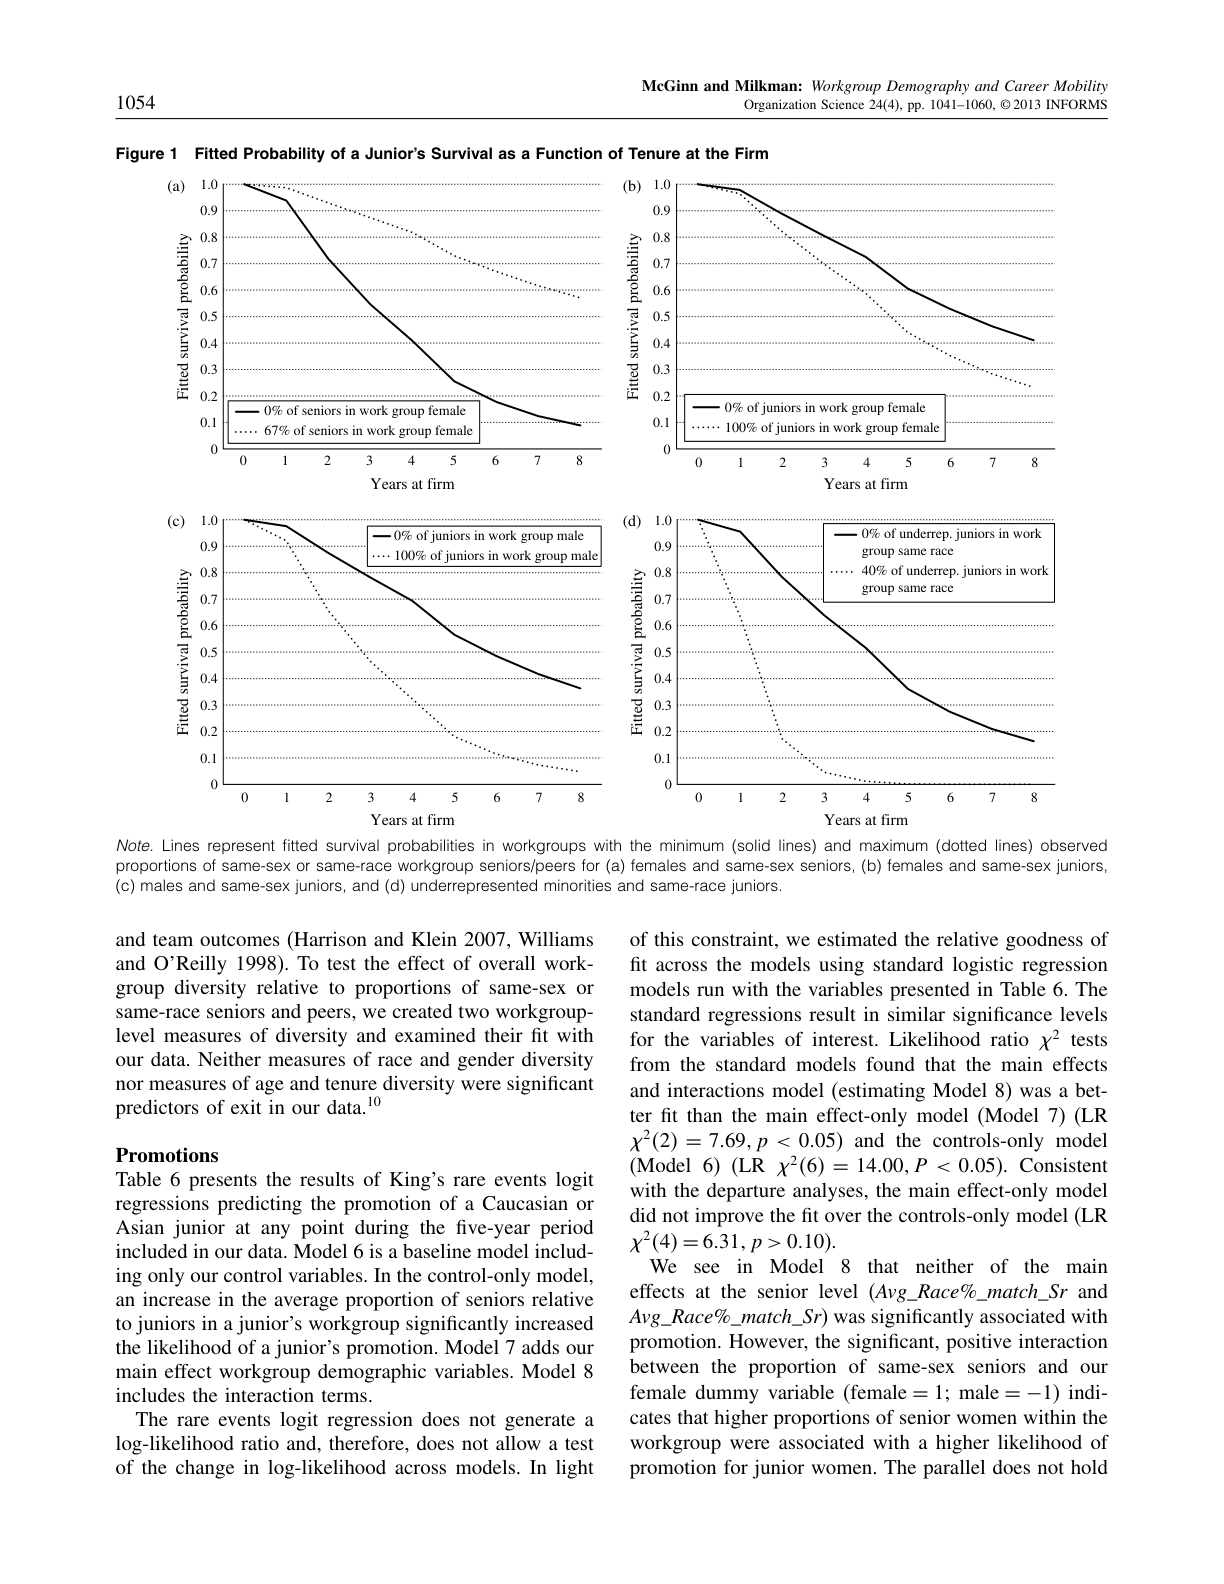 McGinn and Milkman: Workgroup Demography and Career Mobility
1054
Organization Science 24(4), pp. 1041–1060, © 2013 INFORMS
Figure 1 Fitted Probability of a Junior's Survival as a Function of Tenure at the Firm
(a)
1.0
0.9
0.8
0.7
0.6
0.5
0.4
0.3
0.2
0.1
0
Fitted survival probability
0% of seniors in work group female
67% of seniors in work group female
0 1 2 3 4 5 6 7 8
Years at firm
(b)
1.0
0.9
0.8
0.7
0.6
0.5
0.4
0.3
0.2
0.1
0
Fitted survival probability
0% of juniors in work group female
100% of juniors in work group female
0 1 2 3 4 5 6 7 8
Years at firm
(c)
1.0
0.9
0.8
0.7
0.6
0.5
0.4
0.3
0.2
0.1
0
Fitted survival probability
0% of juniors in work group male
100% of juniors in work group male
0 1 2 3 4 5 6 7 8
Years at firm
(d)
1.0
0.9
0.8
0.7
0.6
0.5
0.4
0.3
0.2
0.1
0
Fitted survival probability
0% of underrep. juniors in work
group same race
40% of underrep. juniors in work
group same race
0 1 2 3 4 5 6 7 8
Years at firm
Note. Lines represent fitted survival probabilities in workgroups with the minimum (solid lines) and maximum (dotted lines) observed
proportions of same-sex or same-race workgroup seniors/peers for (a) females and same-sex seniors, (b) females and same-sex juniors,
(c) males and same-sex juniors, and (d) underrepresented minorities and same-race juniors.
and team outcomes (Harrison and Klein 2007, Williams
and O'Reilly 1998). To test the effect of overall work-
group diversity relative to proportions of same-sex or
same-race seniors and peers, we created two workgroup-
level measures of diversity and examined their fit with
our data. Neither measures of race and gender diversity
nor measures of age and tenure diversity were significant
predictors of exit in our data.10
Promotions
Table 6 presents the results of King's rare events logit
regressions predicting the promotion of a Caucasian or
Asian junior at any point during the five-year period
included in our data. Model 6 is a baseline model includ-
ing only our control variables. In the control-only model,
an increase in the average proportion of seniors relative
to juniors in a junior's workgroup significantly increased
the likelihood of a junior's promotion. Model 7 adds our
main effect workgroup demographic variables. Model 8
includes the interaction terms.
The rare events logit regression does not generate a
log-likelihood ratio and, therefore, does not allow a test
of the change in log-likelihood across models. In light
of this constraint, we estimated the relative goodness of
fit across the models using standard logistic regression
models run with the variables presented in Table 6. The
standard regressions result in similar significance levels
for the variables of interest. Likelihood ratio χ2 tests
from the standard models found that the main effects
and interactions model (estimating Model 8) was a bet-
ter fit than the main effect-only model (Model 7) (LR
χ2(2) = 7.69, p < 0.05) and the controls-only model
(Model 6) (LR χ2(6) = 14.00, P < 0.05). Consistent
with the departure analyses, the main effect-only model
did not improve the fit over the controls-only model (LR
χ2(4) = 6.31, p > 0.10).
We see in Model 8 that neither of the main
effects at the senior level (Avg_Race%_match_Sr and
Avg_Race%_match_Sr) was significantly associated with
promotion. However, the significant, positive interaction
between the proportion of same-sex seniors and our
female dummy variable (female = 1; male = −1) indi-
cates that higher proportions of senior women within the
workgroup were associated with a higher likelihood of
promotion for junior women. The parallel does not hold